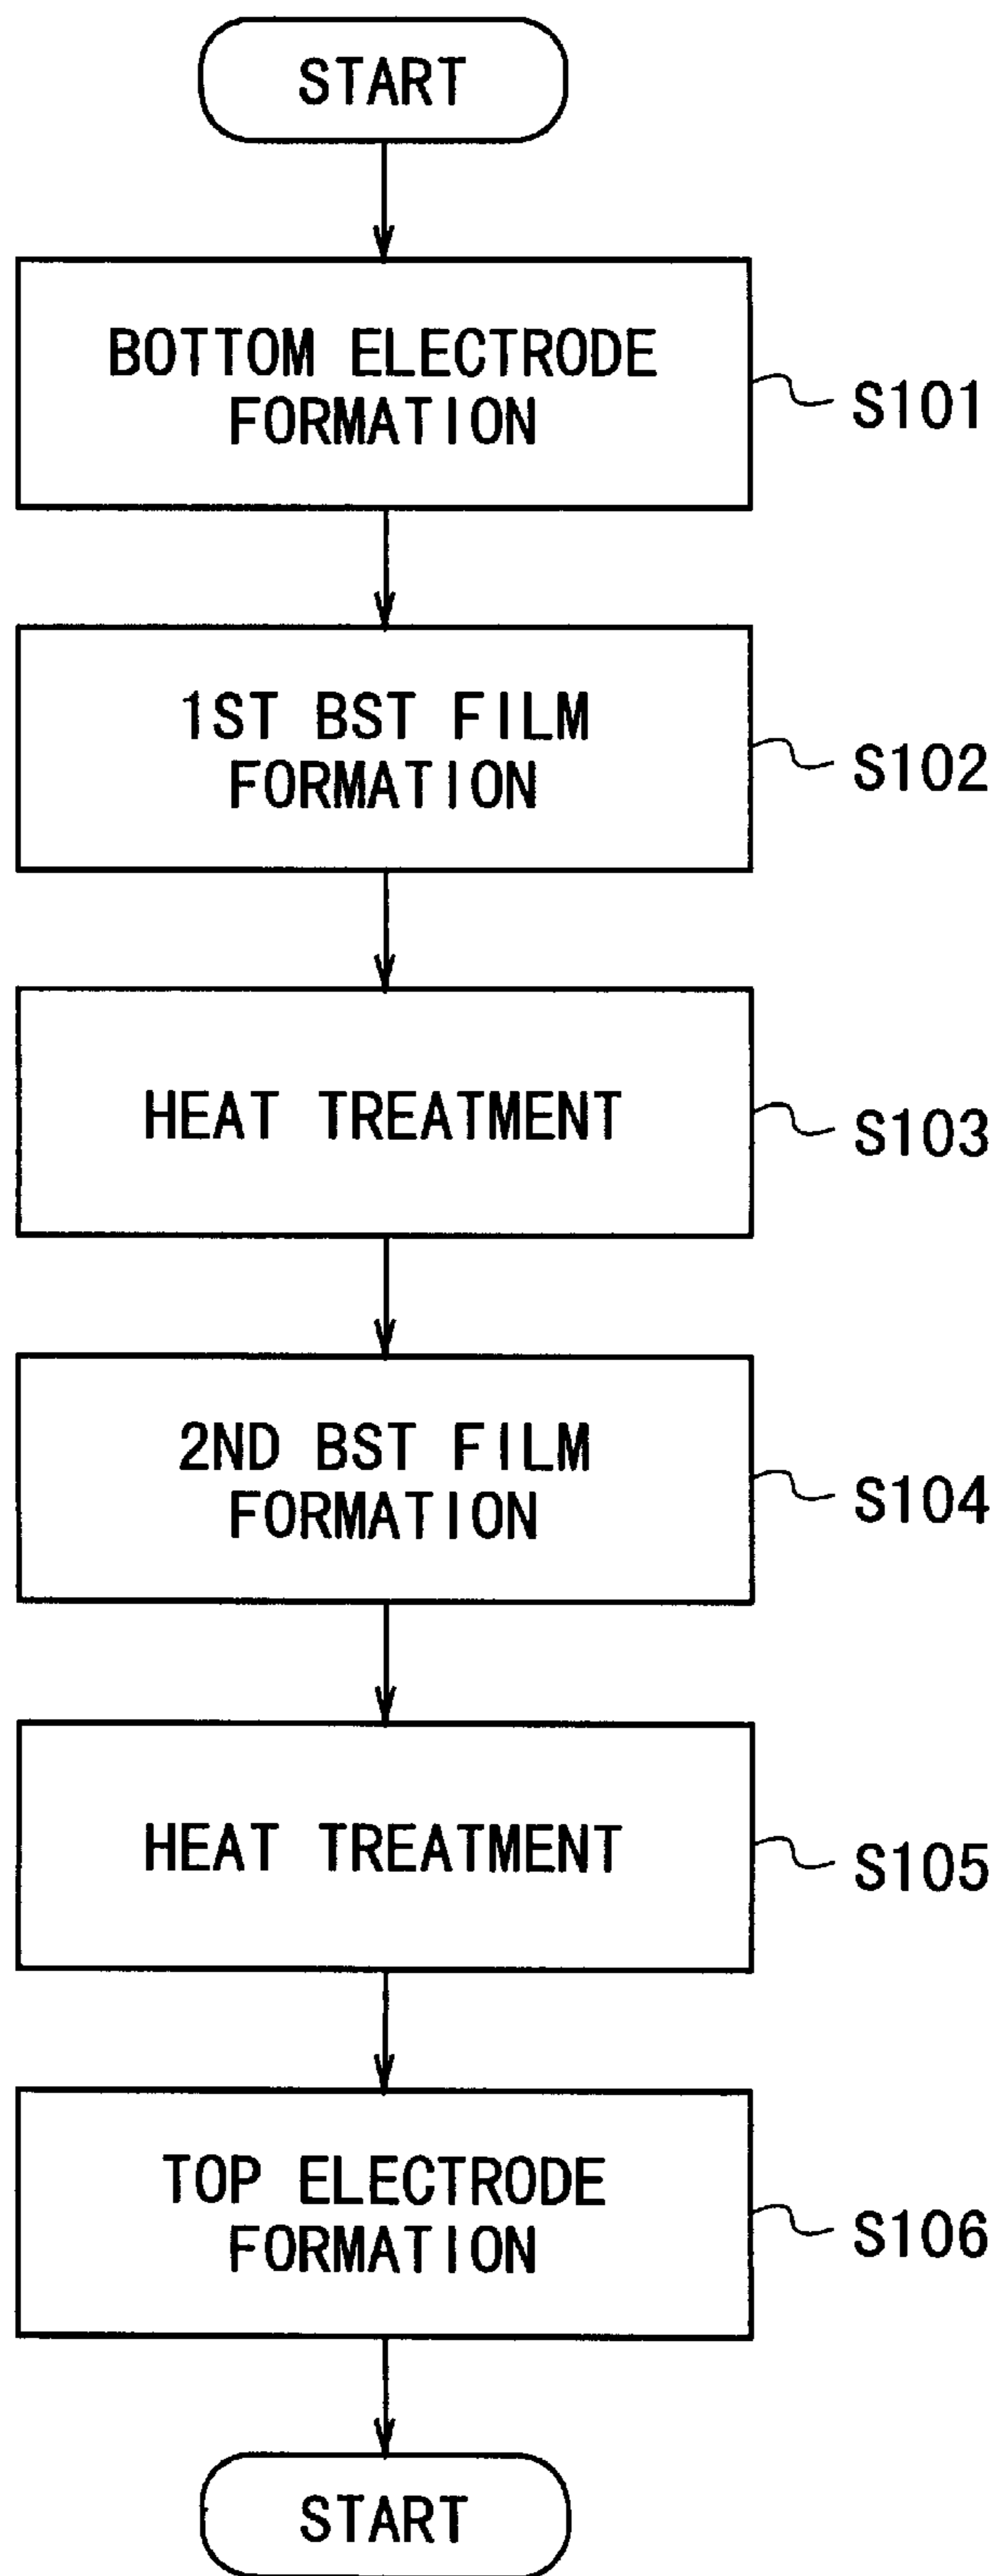 START
BOTTOM ELECTRODE
FORMATION
S101
1ST BST FILM
FORMATION
S102
HEAT TREATMENT
S103
2ND BST FILM
FORMATION
S104
HEAT TREATMENT
S105
TOP ELECTRODE
FORMATION
S106
START